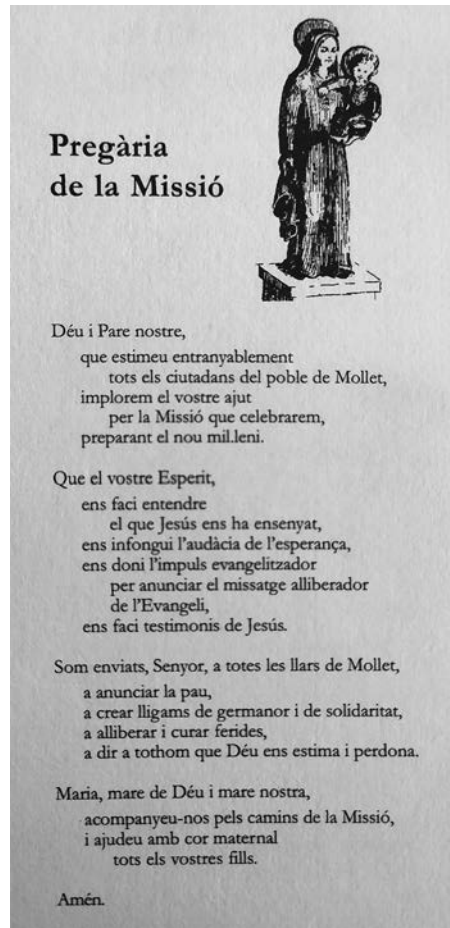 Pregària
de la Missió
Déu i Pare nostre,
que estimeu entranyablement
tots els ciutadans del poble de Mollet,
implorem el vostre ajut
per la Missió que celebrarem,
preparant el nou mil.leni.
Que el vostre Esperit,
ens faci entendre
el que Jesús ens ha ensenyat,
ens infongui l'audàcia de l'esperança,
ens doni l'impuls evangelitzador
per anunciar el missatge alliberador
de l'Evangeli,
ens faci testimonis de Jesús.
Som enviats, Senyor, a totes les llars de Mollet,
a anunciar la pau,
a crear lligams de germanor i de solidaritat,
a alliberar i curar ferides,
a dir a tothom que Déu ens estima i perdona.
Maria, mare de Déu i mare nostra,
acompanyeu-nos pels camins de la Missió,
i ajudeu amb cor maternal
tots els vostres fills.
Amén.